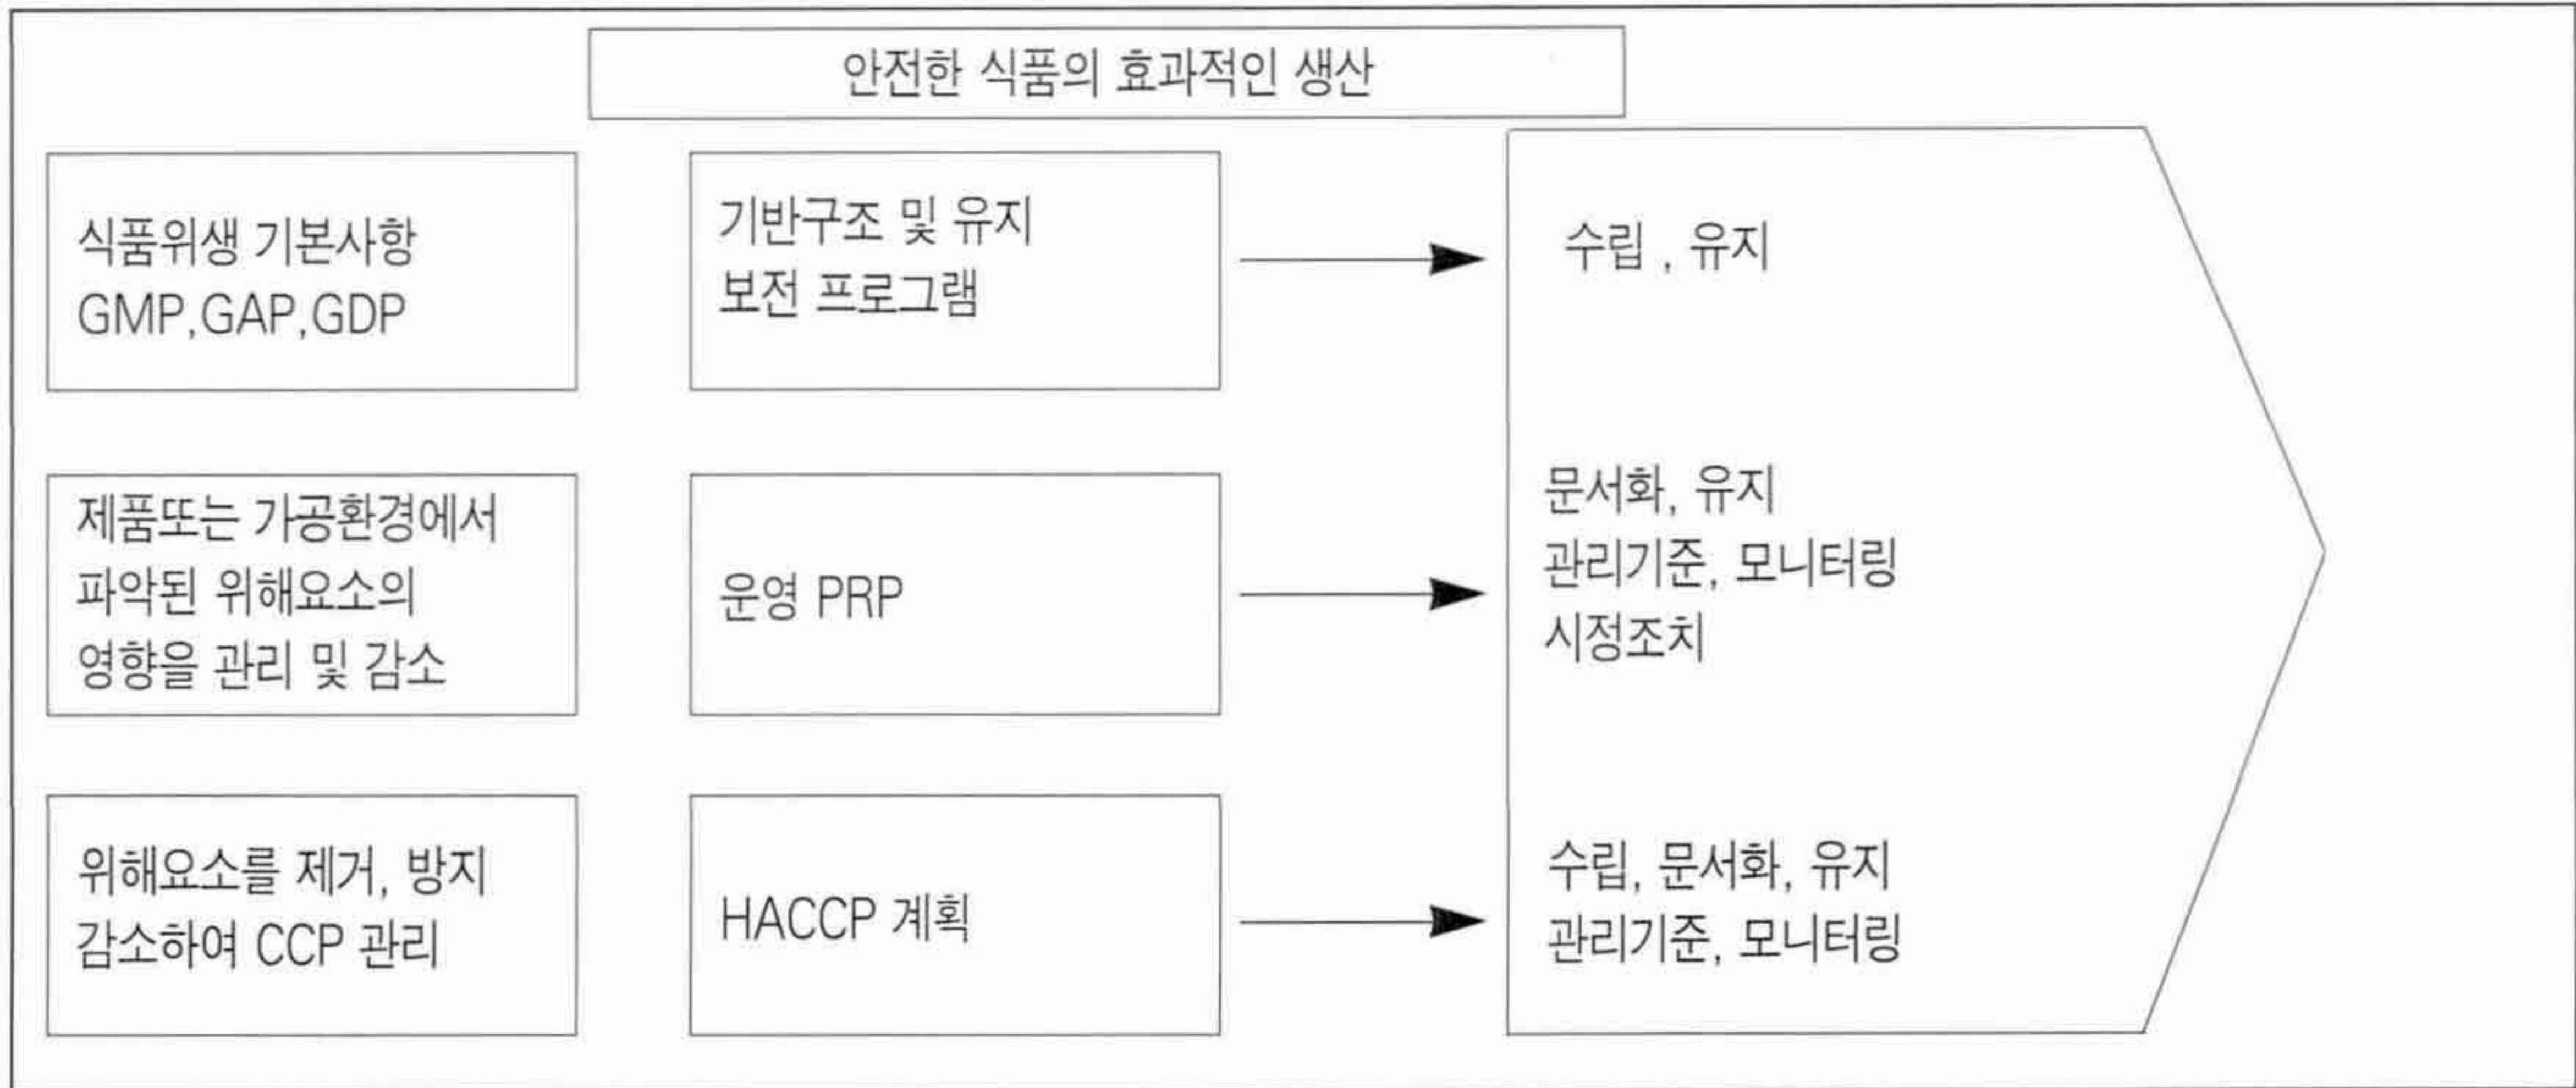 안전한 식품의 효과적인 생산
식품위생 기본사항
GMP,GAP,GDP
기반구조 및 유지
보전 프로그램
수립 , 유지
제품또는 가공환경에서
파악된 위해요소의
영향을 관리 및 감소
운영 PRP
문서화, 유지
관리기준, 모니터링
시정조치
위해요소를 제거, 방지
감소하여 CCP 관리
HACCP 계획
수립, 문서화, 유지
관리기준, 모니터링